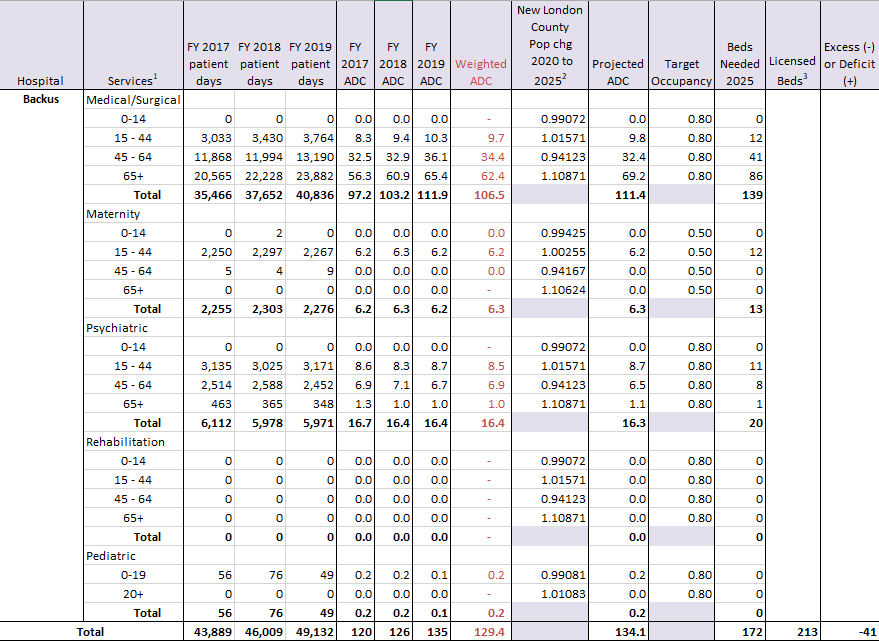 Hospital Services1 FY 2017 patient days FY 2018 patient days FY 2019 patient days FY 2017 ADC FY 2018 ADC FY 2019 ADC Weighted ADC New London County Pop chg 2020 to 20252 Projected ADC Target Occupancy Beds Needed 2025 Licensed Beds3 Excess (-) or Deficit (+)
Backus Medical/Surgical
0-14 0 0 0 0.0 0.0 0.0 - 0.99072 0.0 0.80 0
15 - 44 3,033 3,430 3,764 8.3 9.4 10.3 9.7 1.01571 9.8 0.80 12
45 - 64 11,868 11,994 13,190 32.5 32.9 36.1 34.4 0.94123 32.4 0.80 41
65+ 20,565 22,228 23,882 56.3 60.9 65.4 62.4 1.10871 69.2 0.80 86
Total 35,466 37,652 40,836 97.2 103.2 111.9 106.5 111.4 139
Maternity
0-14 0 2 0 0.0 0.0 0.0 0.0 0.99425 0.0 0.50 0
15 - 44 2,250 2,297 2,267 6.2 6.3 6.2 6.2 1.00255 6.2 0.50 12
45 - 64 5 4 9 0.0 0.0 0.0 0.0 0.94167 0.0 0.50 0
65+ 0 0 0 0.0 0.0 0.0 - 1.10624 0.0 0.50 0
Total 2,255 2,303 2,276 6.2 6.3 6.2 6.3 6.3 13
Psychiatric
0-14 0 0 0 0.0 0.0 0.0 - 0.99072 0.0 0.80 0
15 - 44 3,135 3,025 3,171 8.6 8.3 8.7 8.5 1.01571 8.7 0.80 11
45 - 64 2,514 2,588 2,452 6.9 7.1 6.7 6.9 0.94123 6.5 0.80 8
65+ 463 365 348 1.3 1.0 1.0 1.0 1.10871 1.1 0.80 1
Total 6,112 5,978 5,971 16.7 16.4 16.4 16.4 16.3 20
Rehabilitation
0-14 0 0 0 0.0 0.0 0.0 - 0.99072 0.0 0.80 0
15 - 44 0 0 0 0.0 0.0 0.0 - 1.01571 0.0 0.80 0
45 - 64 0 0 0 0.0 0.0 0.0 - 0.94123 0.0 0.80 0
65+ 0 0 0 0.0 0.0 0.0 - 1.10871 0.0 0.80 0
Total 0 0 0 0.0 0.0 0.0 - 0.0 0
Pediatric
0-19 56 76 49 0.2 0.2 0.1 0.2 0.99081 0.2 0.80 0
20+ 0 0 0 0.0 0.0 0.0 - 1.01083 0.0 0.80 0
Total 56 76 49 0.2 0.2 0.1 0.2 0.2 0
Total 43,889 46,009 49,132 120 126 135 129.4 134.1 172 213 -41